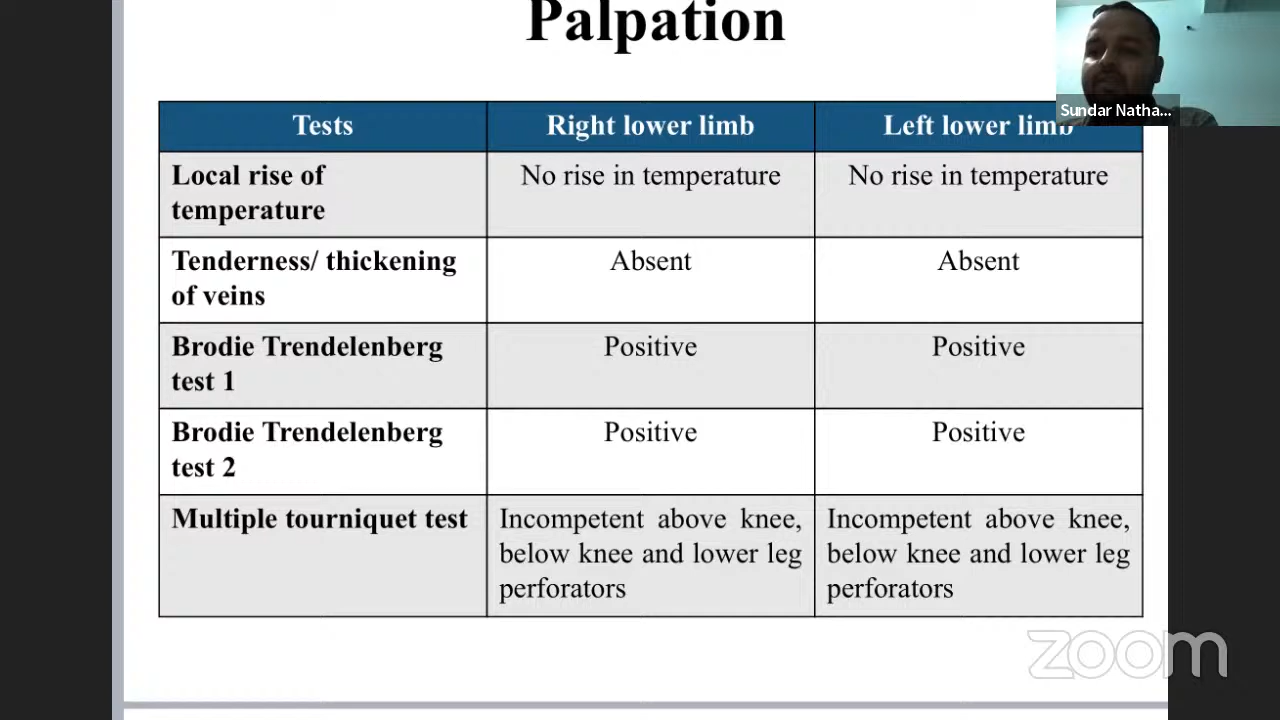 Palpation
Sundar Natha...
Tests
Right lower limb
Left lower limb
Local rise of
temperature
No rise in temperature
No rise in temperature
Tenderness/ thickening
of veins
Absent
Absent
Brodie Trendelenberg
test 1
Positive
Positive
Brodie Trendelenberg
test 2
Positive
Positive
Multiple tourniquet test
Incompetent above knee,
below knee and lower leg
perforators
Incompetent above knee,
below knee and lower leg
perforators
zoom